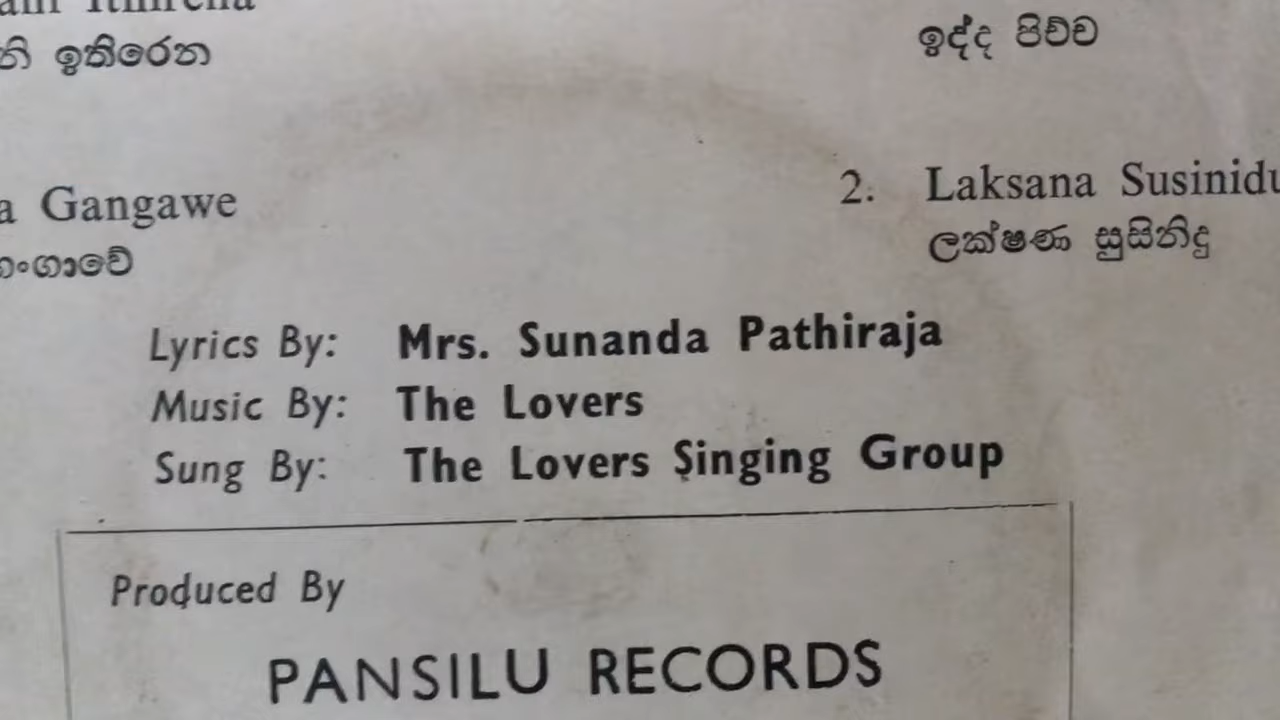 ඉද්ද පිච්ච
ඉතිරෙන
Gangawe
2. Laksana Susinidu
ලක්ෂණ සුසිනිදු
Lyrics By: Mrs. Sunanda Pathiraja
Music By: The Lovers
Sung By: The Lovers Singing Group
Produced By
PANSILU RECORDS